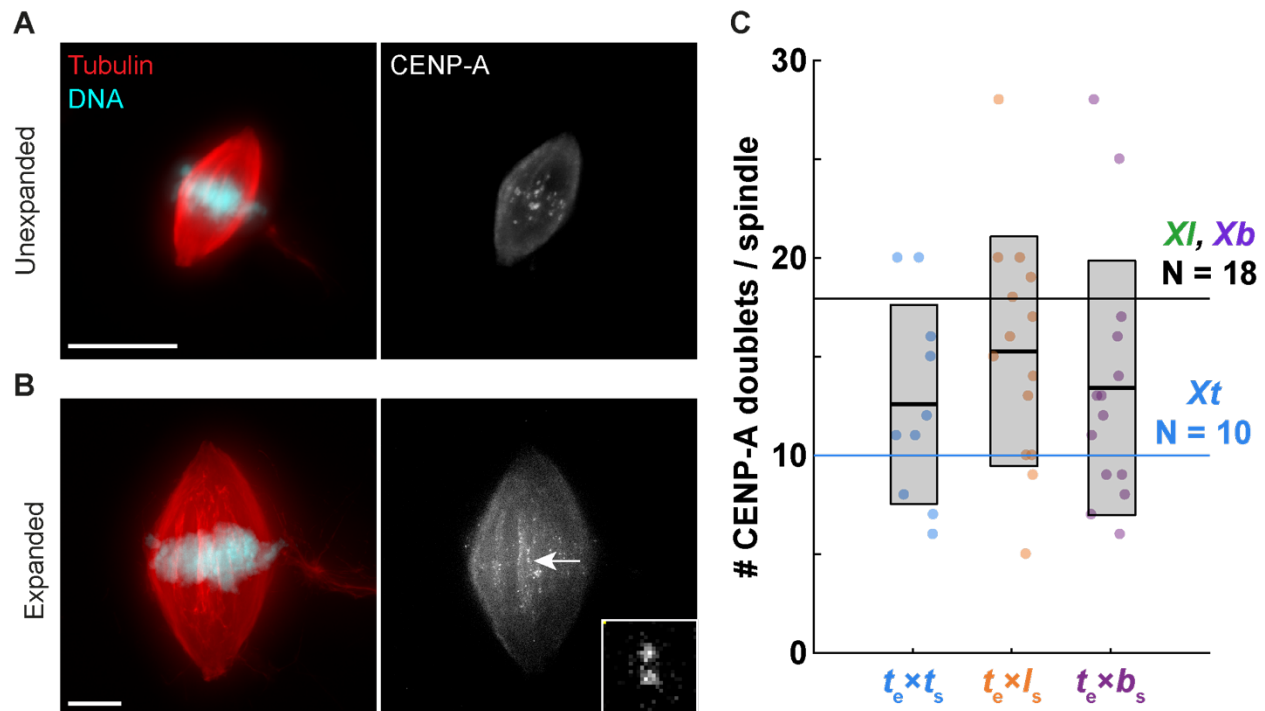 A
Unexpanded
Tubulin
DNA
CENP-A
B
Expanded
C
# CENP-A doublets / spindle
30
20
10
0
Xl, Xb
N = 18
Xt
N = 10
te×ts
te×ls
te×bs